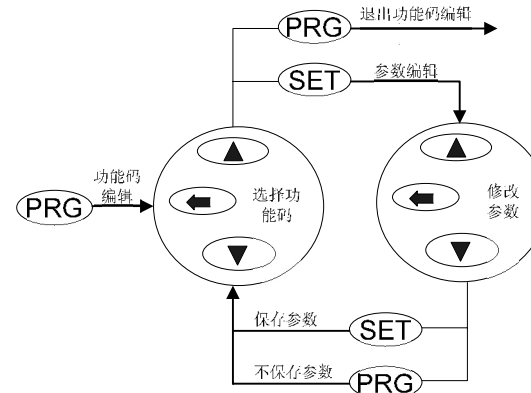 PRG 退出功能码编辑
SET 参数编辑
功能码
编辑
PRG
选择功
能码
修改
参数
保存参数 SET
不保存参数 PRG